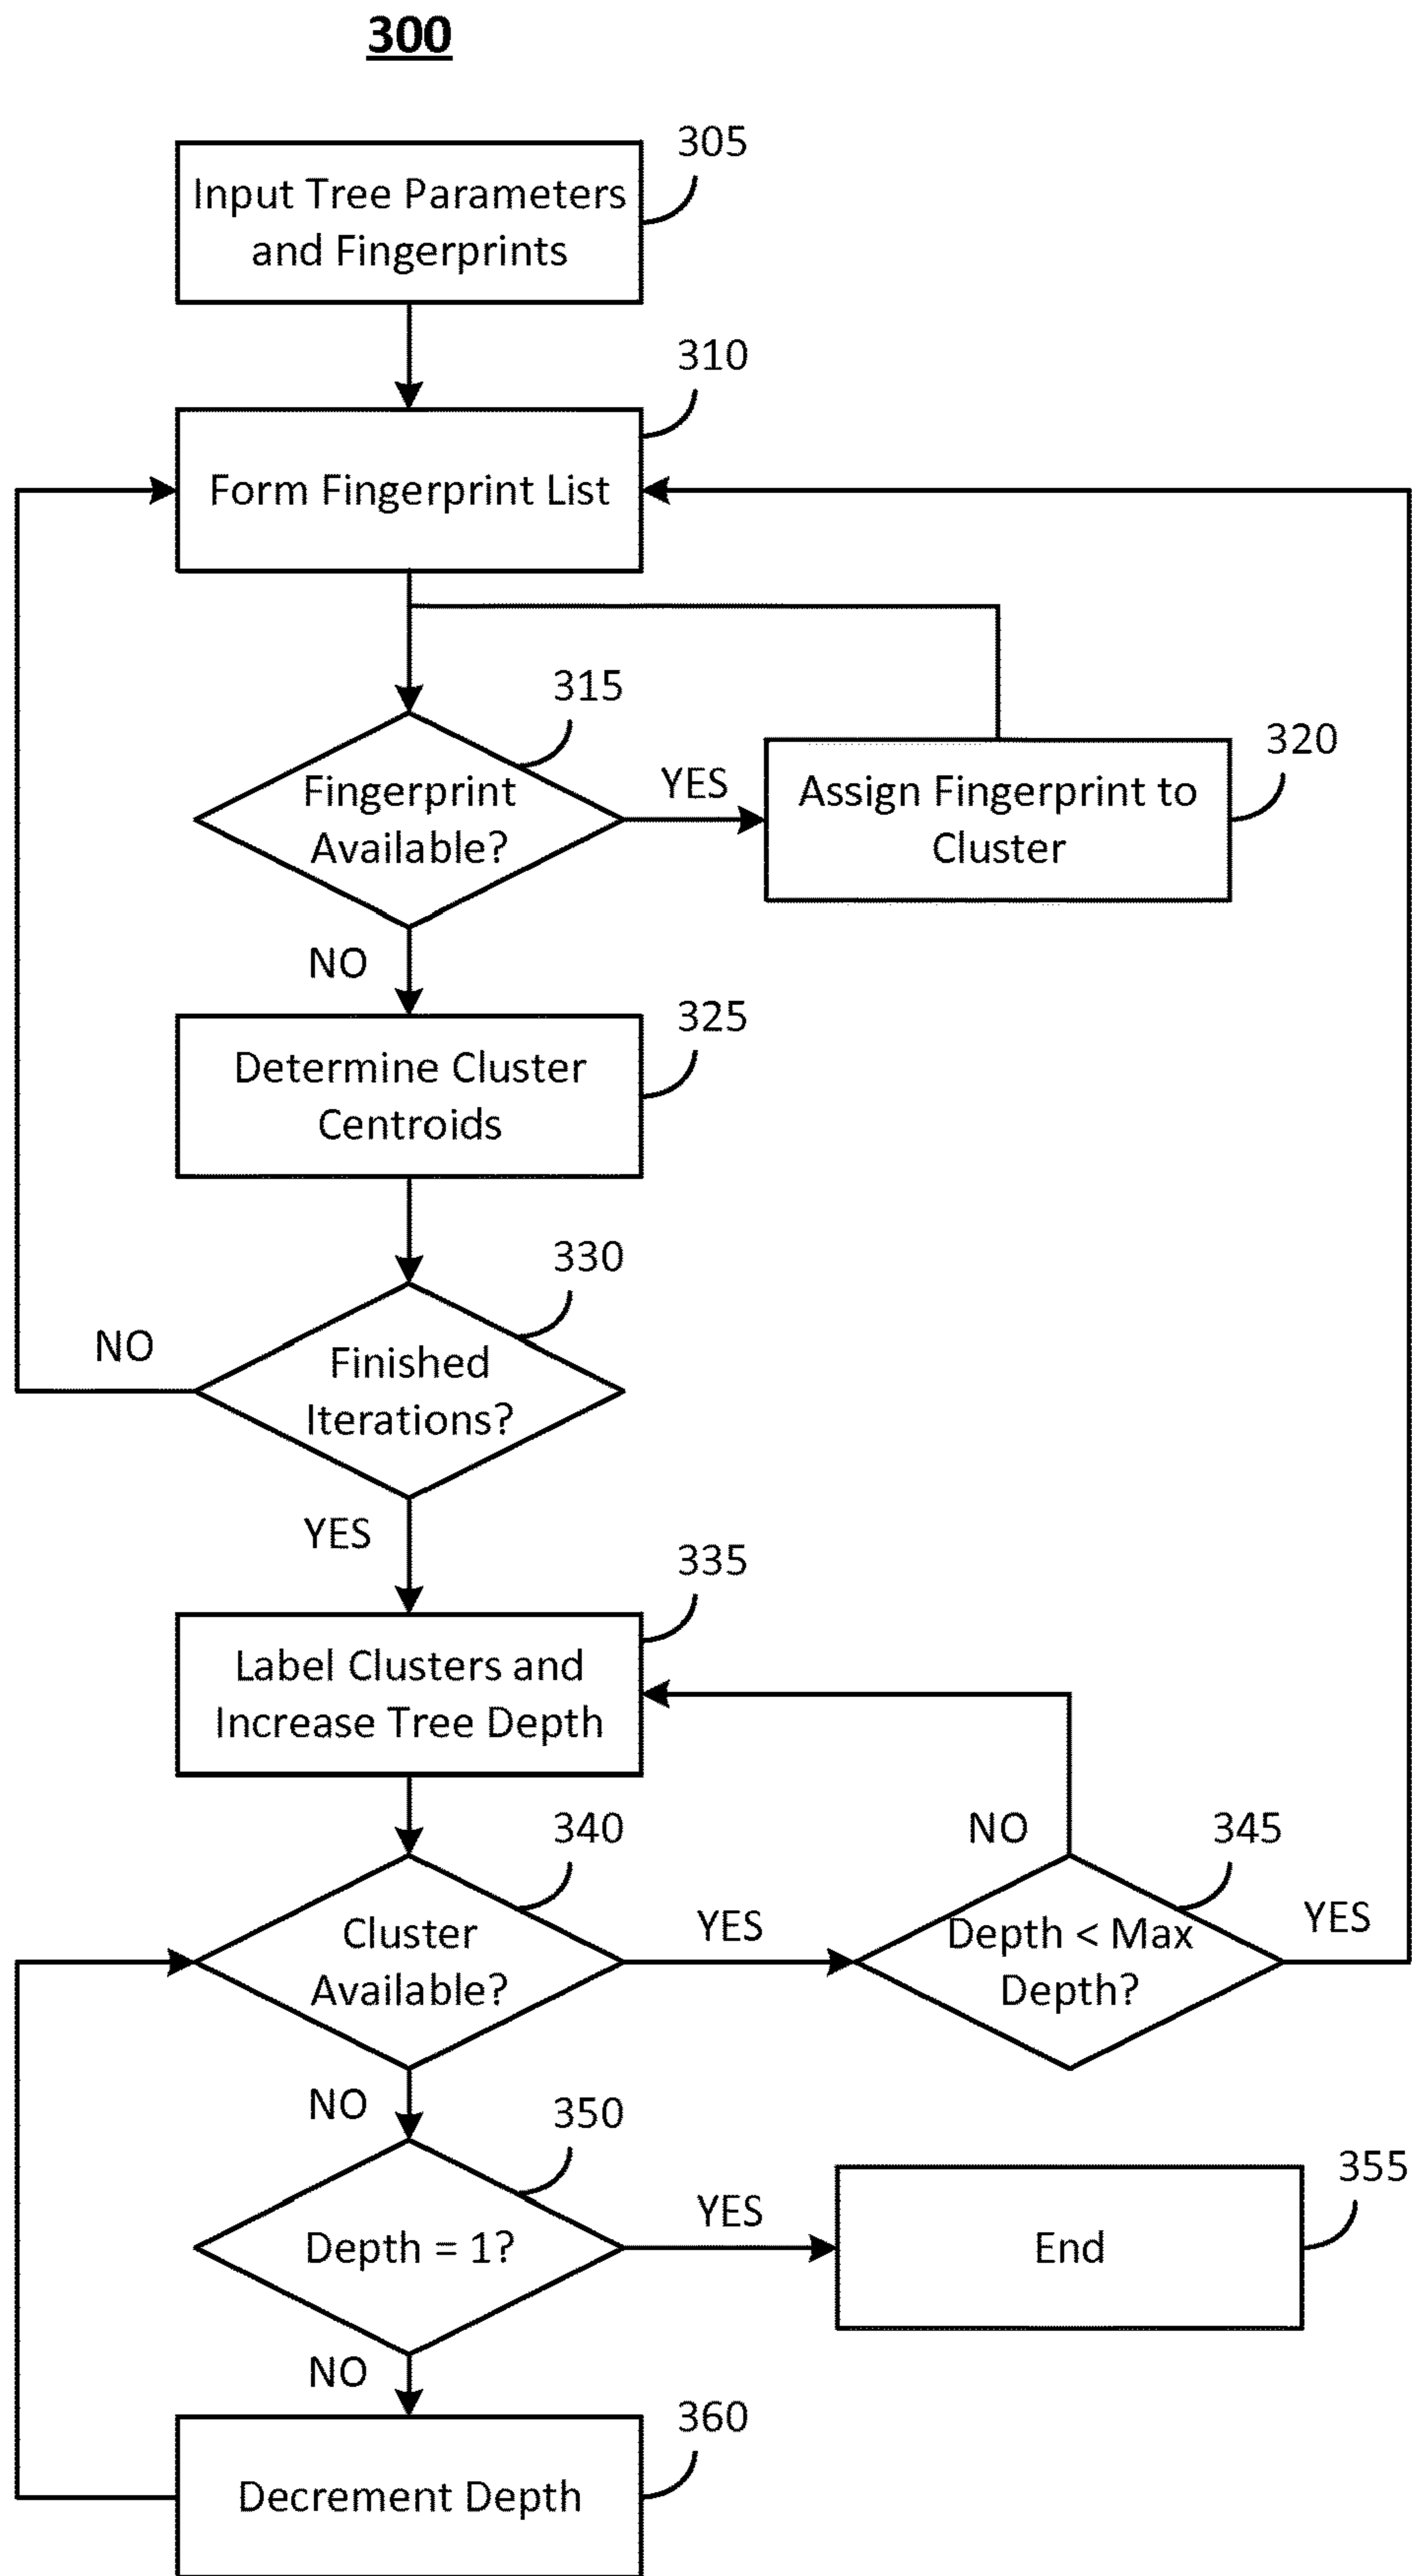 300
305
Input Tree Parameters
and Fingerprints
310
Form Fingerprint List
315
Fingerprint
Available?
YES
320
Assign Fingerprint to
Cluster
NO
325
Determine Cluster
Centroids
330
NO
Finished
Iterations?
YES
335
Label Clusters and
Increase Tree Depth
340
Cluster
Available?
YES
NO
345
Depth < Max
Depth?
YES
NO
350
Depth = 1?
YES
355
End
NO
360
Decrement Depth